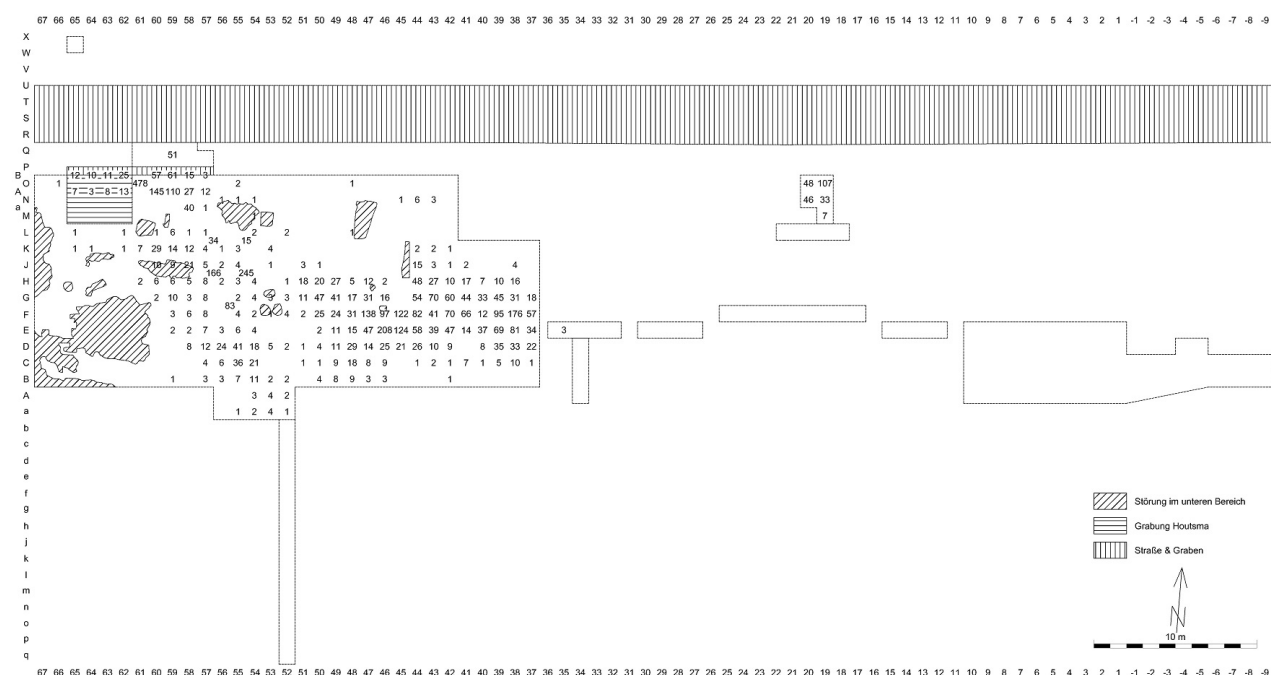 67 66 65 64 63 62 61 60 59 58 57 56 55 54 53 52 51 50 49 48 47 46 45 44 43 42 41 40 39 38 37 36 35 34 33 32 31 30 29 28 27 26 25 24 23 22 21 20 19 18 17 16 15 14 13 12 11 10 9 8 7 6 5 4 3 2 1 -1 -2 -3 -4 -5 -6 -7 -8 -9
X
W
V
U
T
S
R
Q 51
P
B 12 10 11 25 57 61 15 3
O 1 478 2 1 48 107
A 7 3 8 13 145 110 27 12
N 1 1 1 1 6 3 46 33
a 40 1
M 7
L 1 1 1 6 1 1 2 2 1
34 15
K 1 1 1 7 29 14 12 4 1 3 4 2 2 1
J 10 9 21 5 2 4 1 3 1 15 3 1 2 4
166 245
H 2 6 6 5 8 2 3 4 1 18 20 27 5 12 2 48 27 10 17 7 10 16
G 2 10 3 8 2 4 3 3 11 47 41 17 31 16 54 70 60 44 33 45 31 18
83
F 3 6 8 4 2 1 4 2 25 24 31 138 97 122 82 41 70 66 12 95 176 57
E 2 2 7 3 6 4 2 11 15 47 208 124 58 39 47 14 37 69 81 34 3
D 8 12 24 41 18 5 2 1 4 11 29 14 25 21 26 10 9 8 35 33 22
C 4 6 36 21 1 1 9 18 8 9 1 2 1 7 1 5 10 1
B 1 3 3 7 11 2 2 4 8 9 3 3 1
A 3 4 2
a 1 2 4 1
b
c
d
e
f
g
h
j
k
l
m
n
o
p
q
Störung im unteren Bereich
Grabung Houtsma
Straße & Graben
N
10 m
67 66 65 64 63 62 61 60 59 58 57 56 55 54 53 52 51 50 49 48 47 46 45 44 43 42 41 40 39 38 37 36 35 34 33 32 31 30 29 28 27 26 25 24 23 22 21 20 19 18 17 16 15 14 13 12 11 10 9 8 7 6 5 4 3 2 1 -1 -2 -3 -4 -5 -6 -7 -8 -9